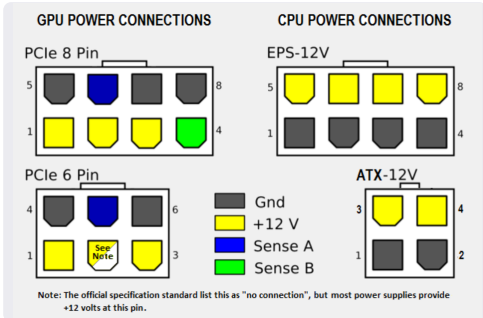 GPU POWER CONNECTIONS
CPU POWER CONNECTIONS
PCIe 8 Pin
5
8
1
4
EPS-12V
5
8
1
4
PCIe 6 Pin
4
6
1
See
Note
3
Gnd
+12 V
Sense A
Sense B
ATX-12V
3
4
1
2
Note: The official specification standard list this as "no connection", but most power supplies provide
+12 volts at this pin.